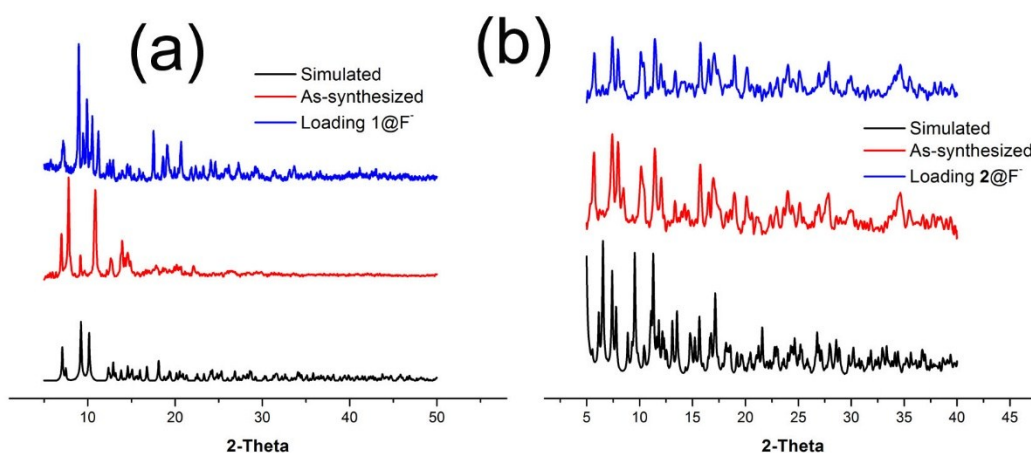 (a)
Simulated
As-synthesized
Loading 1@F⁻
10 20 30 40 50
2-Theta
(b)
Simulated
As-synthesized
Loading 2@F⁻
5 10 15 20 25 30 35 40 45
2-Theta